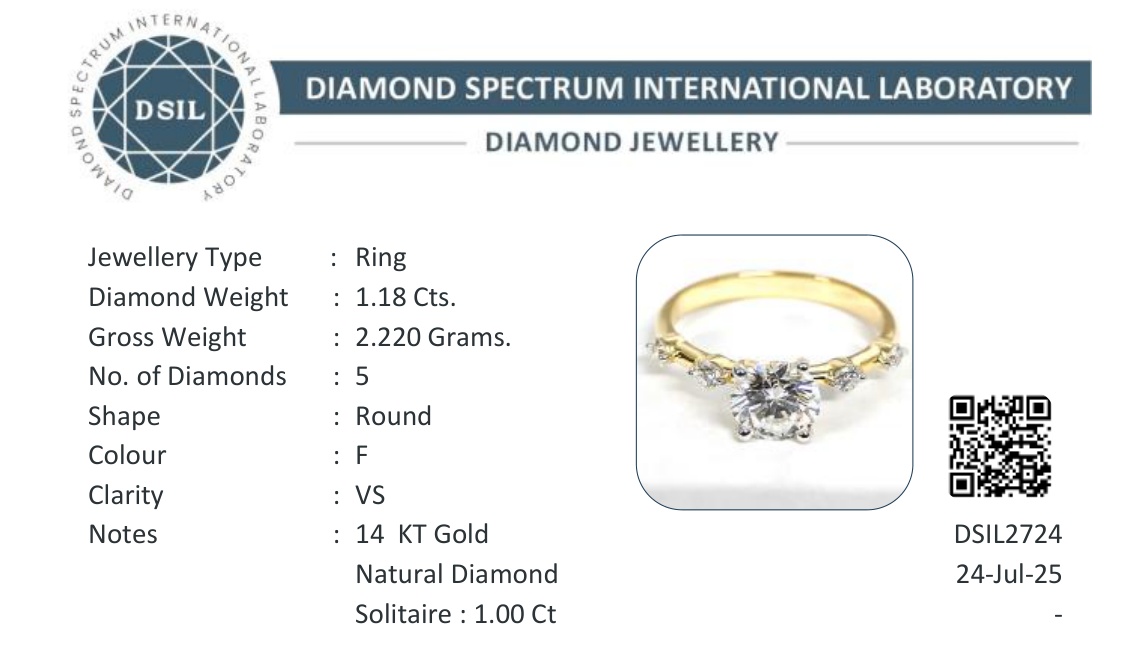 DIAMOND SPECTRUM INTERNATIONAL LABORATORY
DSIL
DIAMOND SPECTRUM INTERNATIONAL LABORATORY
DIAMOND JEWELLERY
Jewellery Type : Ring
Diamond Weight : 1.18 Cts.
Gross Weight : 2.220 Grams.
No. of Diamonds : 5
Shape : Round
Colour : F
Clarity : VS
Notes : 14 KT Gold
Natural Diamond
Solitaire : 1.00 Ct
DSIL2724
24-Jul-25
-